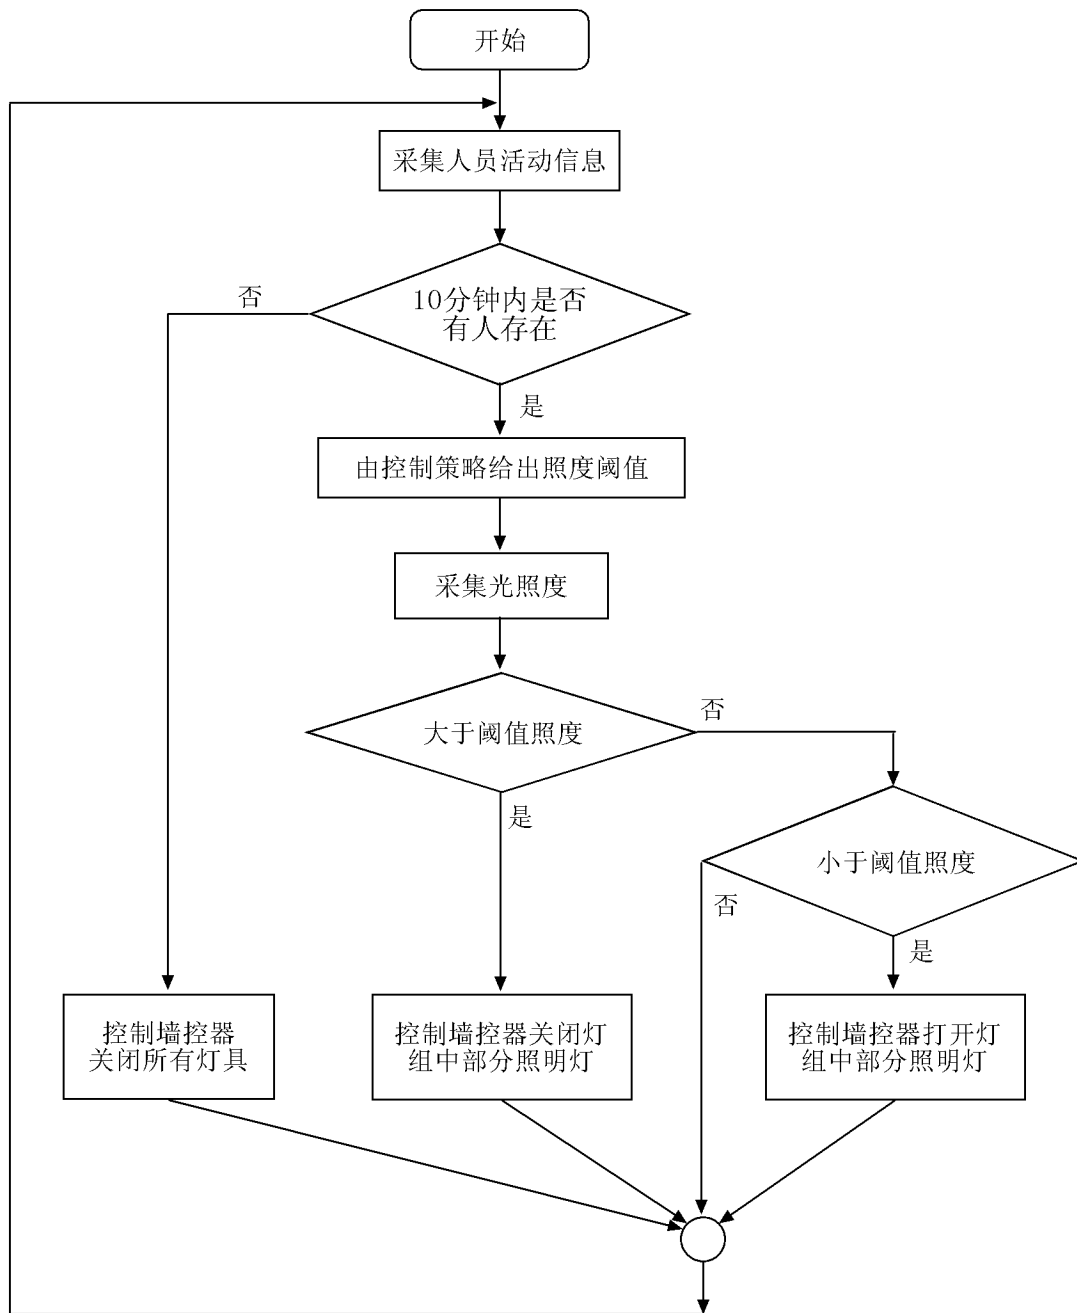 开始
采集人员活动信息
否
10分钟内是否
有人存在
是
由控制策略给出照度阈值
采集光照度
大于阈值照度
否
是
小于阈值照度
否
是
控制墙控器
关闭所有灯具
控制墙控器关闭灯
组中部分照明灯
控制墙控器打开灯
组中部分照明灯